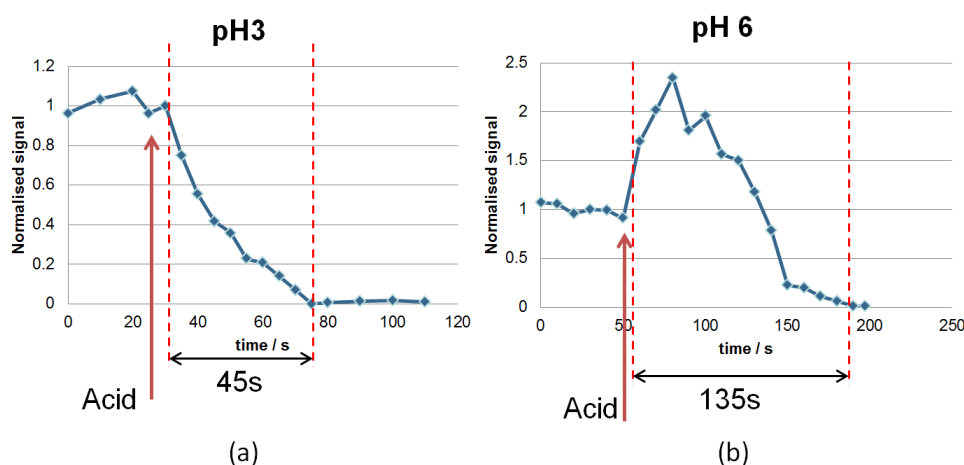 pH3
1.2
1
0.8
0.6
0.4
0.2
0
Normalised signal
0 20 40 60 80 100 120
time / s
45s
Acid
(a)
pH 6
2.5
2
1.5
1
0.5
0
Normalised signal
0 50 100 150 200 250
time / s
135s
Acid
(b)